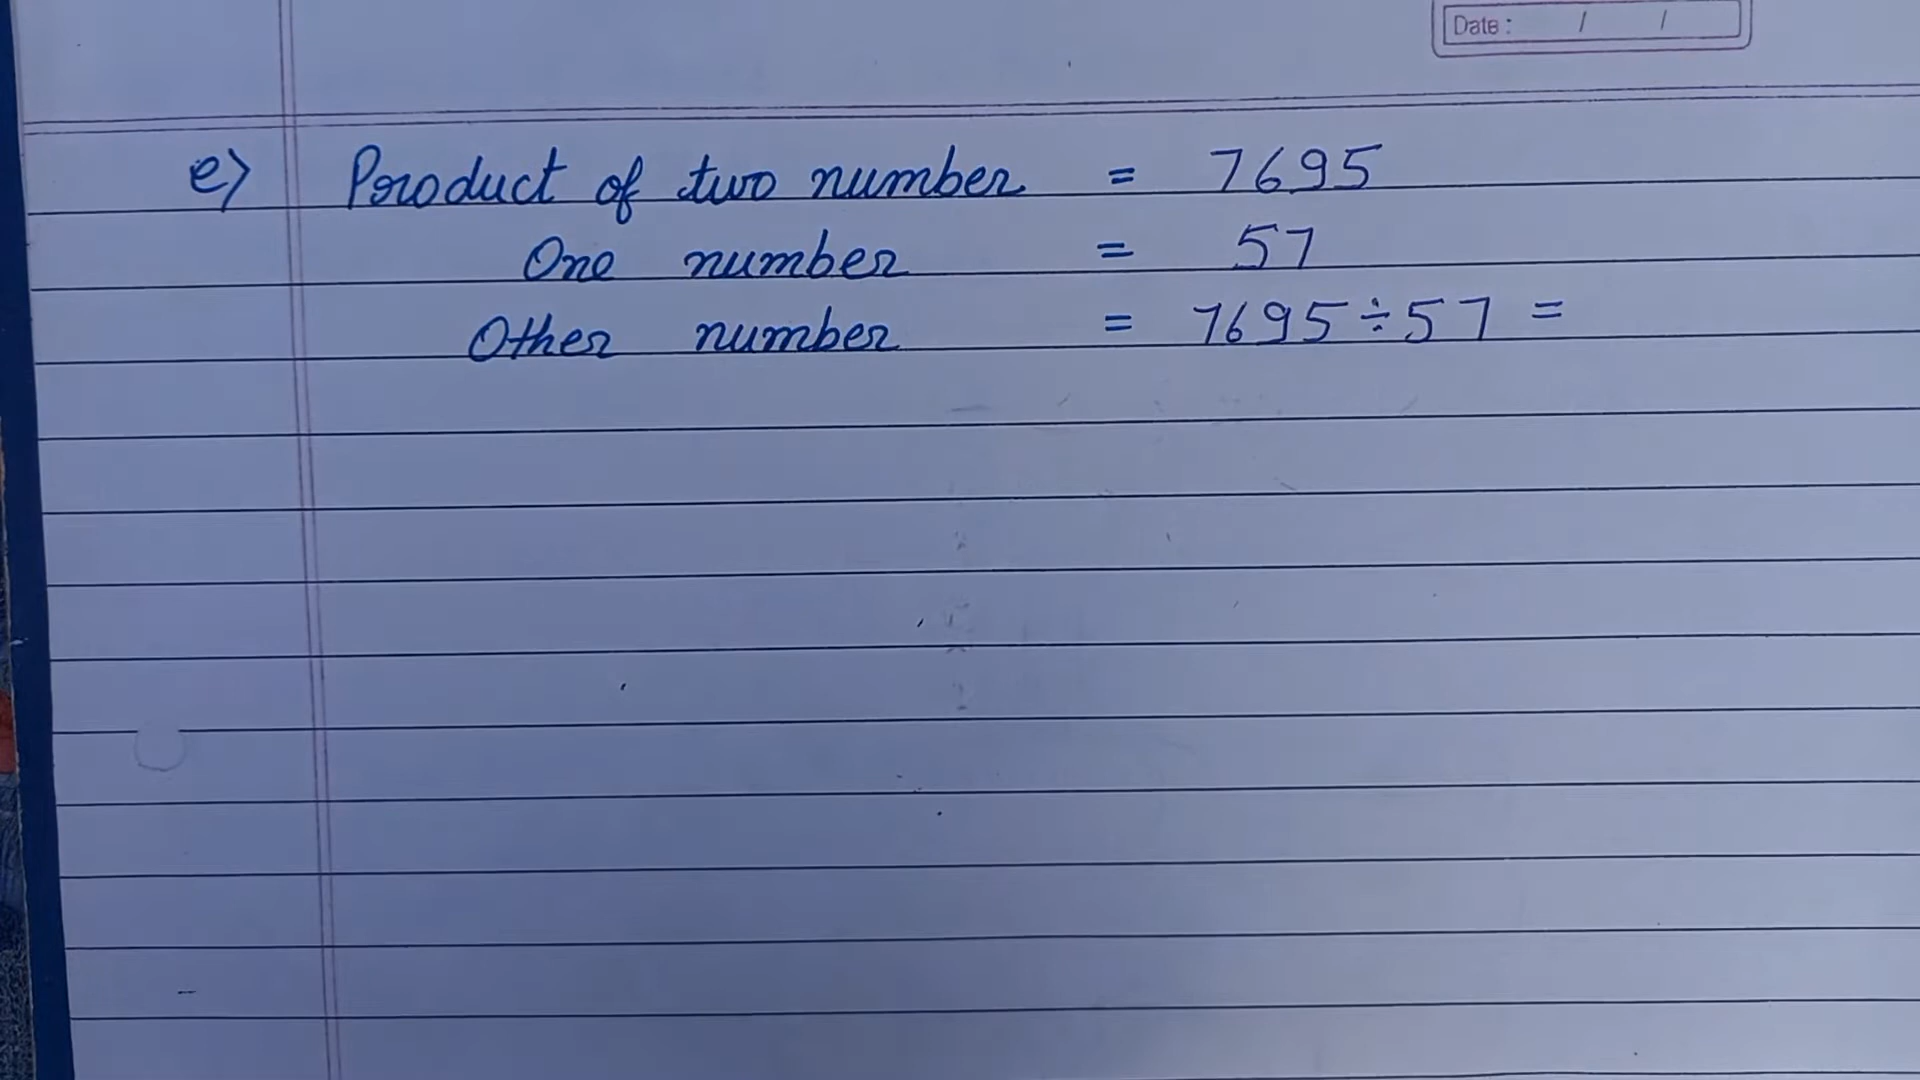 Date : / /
e) Product of two number = 7695
One number = 57
Other number = 7695 ÷ 57 =